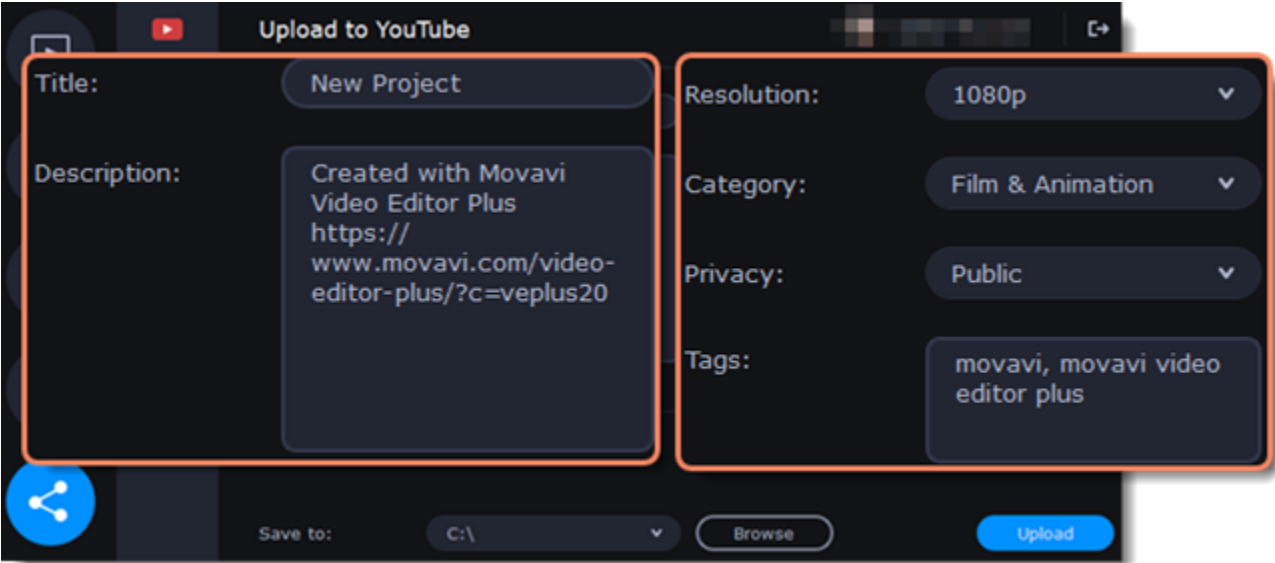 Upload to YouTube
Title:
New Project
Description:
Created with Movavi
Video Editor Plus
https://
www.movavi.com/video-
editor-plus/?c=veplus20
Resolution:
1080p
Category:
Film & Animation
Privacy:
Public
Tags:
movavi, movavi video
editor plus
Save to:
C:\
Browse
Upload